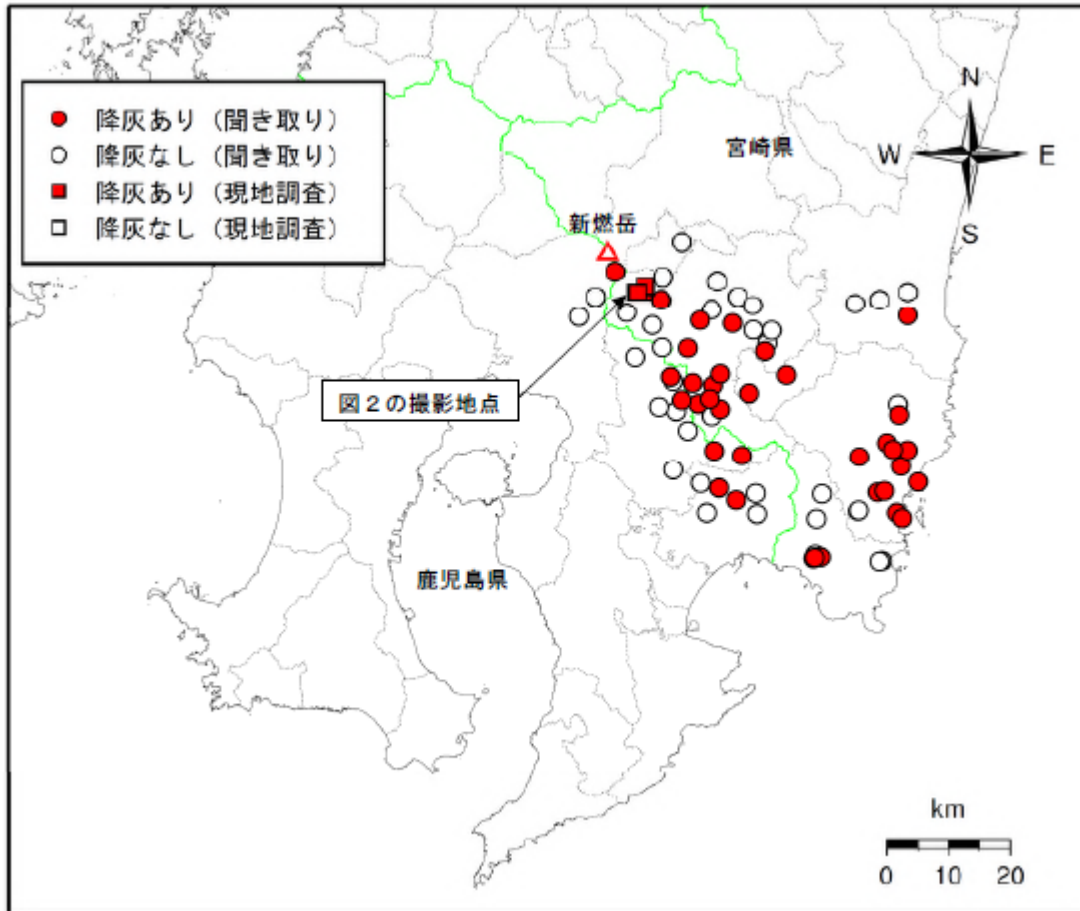 降灰あり（聞き取り）
降灰なし（聞き取り）
降灰あり（現地調査）
降灰なし（現地調査）
N
宮崎県
W
E
新燃岳
S
図２の撮影地点
鹿児島県
km
0 10 20